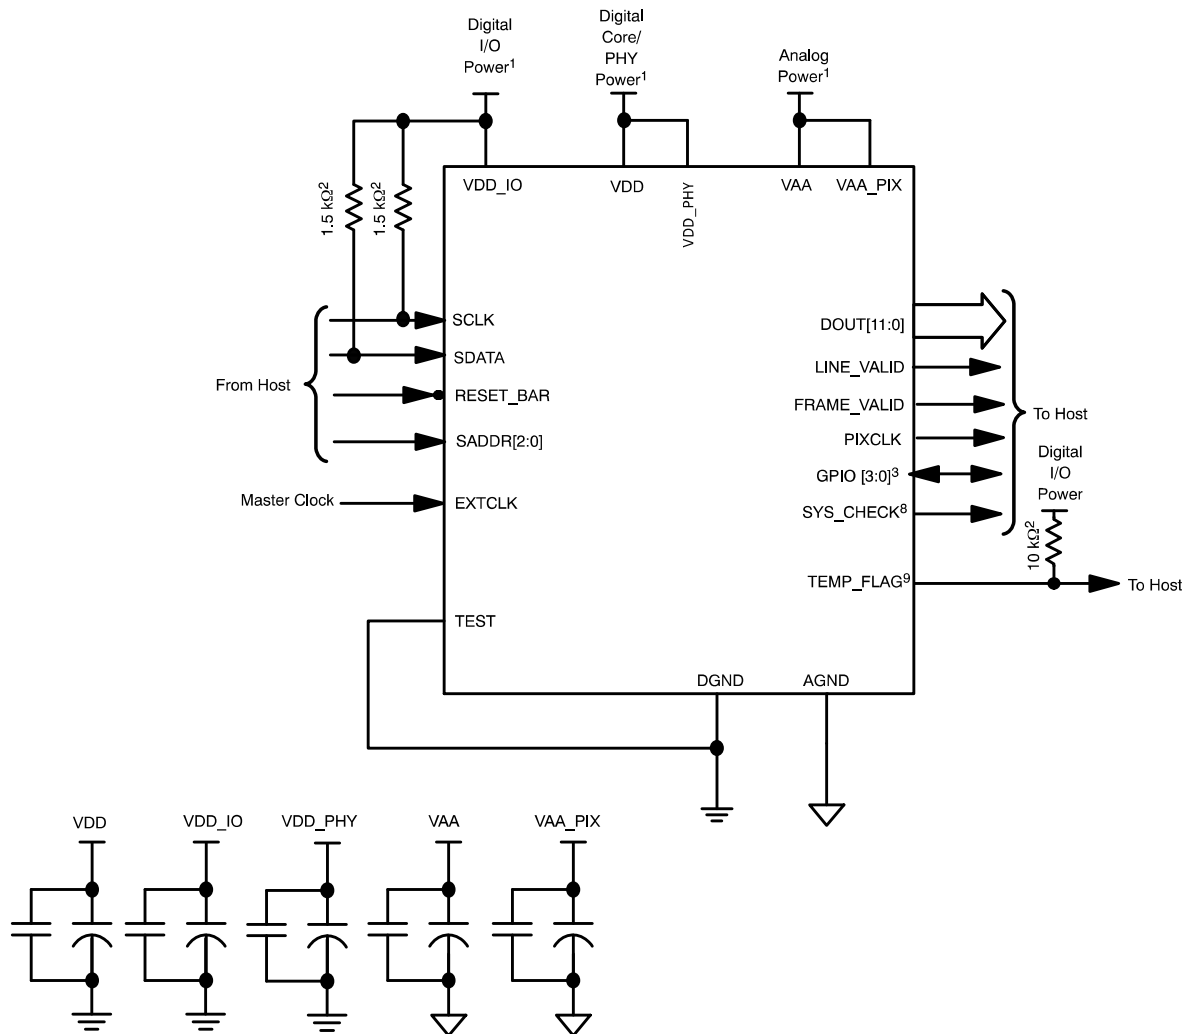 Digital
I/O
Power¹
Digital
Core/
PHY
Power¹
Analog
Power¹
1.5 kΩ²
1.5 kΩ²
VDD_IO
VDD
VDD_PHY
VAA
VAA_PIX
SCLK
SDATA
RESET_BAR
SADDR[2:0]
From Host
Master Clock
EXTCLK
TEST
DOUT[11:0]
LINE_VALID
FRAME_VALID
PIXCLK
GPIO [3:0]³
SYS_CHECK⁸
To Host
Digital
I/O
Power
10 kΩ²
TEMP_FLAG⁹
To Host
DGND
AGND
VDD
VDD_IO
VDD_PHY
VAA
VAA_PIX